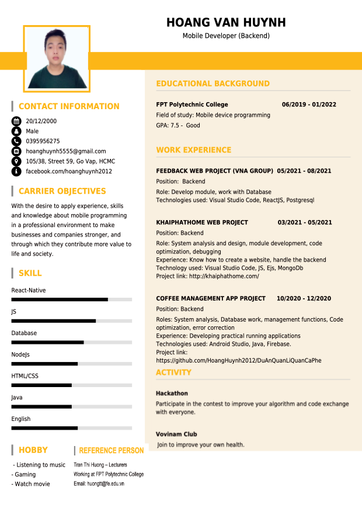 HOANG VAN HUYNH
Mobile Developer (Backend)
CONTACT INFORMATION
20/12/2000
Male
0395956275
hoanghuynh5555@gmail.com
105/38, Street 59, Go Vap, HCMC
facebook.com/hoanghuynh2012
CARRIER OBJECTIVES
With the desire to apply experience, skills
and knowledge about mobile programming
in a professional environment to make
businesses and companies stronger, and
through which they contribute more value to
life and society.
SKILL
React-Native
JS
Database
NodeJs
HTML/CSS
Java
English
HOBBY
- Listening to music
- Gaming
- Watch movie
REFERENCE PERSON
Tran Thi Huong – Lecturers
Working at FPT Polytechnic College
Email: huongtt@fe.edu.vn
EDUCATIONAL BACKGROUND
FPT Polytechnic College 06/2019 - 01/2022
Field of study: Mobile device programming
GPA: 7.5 - Good
WORK EXPERIENCE
FEEDBACK WEB PROJECT (VNA GROUP) 05/2021 - 08/2021
Position: Backend
Role: Develop module, work with Database
Technologies used: Visual Studio Code, ReactJS, Postgresql
KHAIPHATHOME WEB PROJECT 03/2021 - 05/2021
Position: Backend
Role: System analysis and design, module development, code
optimization, debugging
Experience: Know how to create a website, handle the backend
Technology used: Visual Studio Code, JS, Ejs, MongoDb
Project link: http://khaiphathome.com/
COFFEE MANAGEMENT APP PROJECT 10/2020 - 12/2020
Position: Backend
Roles: System analysis, Database work, management functions, Code
optimization, error correction
Experience: Developing practical running applications
Technologies used: Android Studio, Java, Firebase.
Project link:
https://github.com/HoangHuynh2012/DuAnQuanLiQuanCaPhe
ACTIVITY
Hackathon
Participate in the contest to improve your algorithm and code exchange
with everyone.
Vovinam Club
Join to improve your own health.